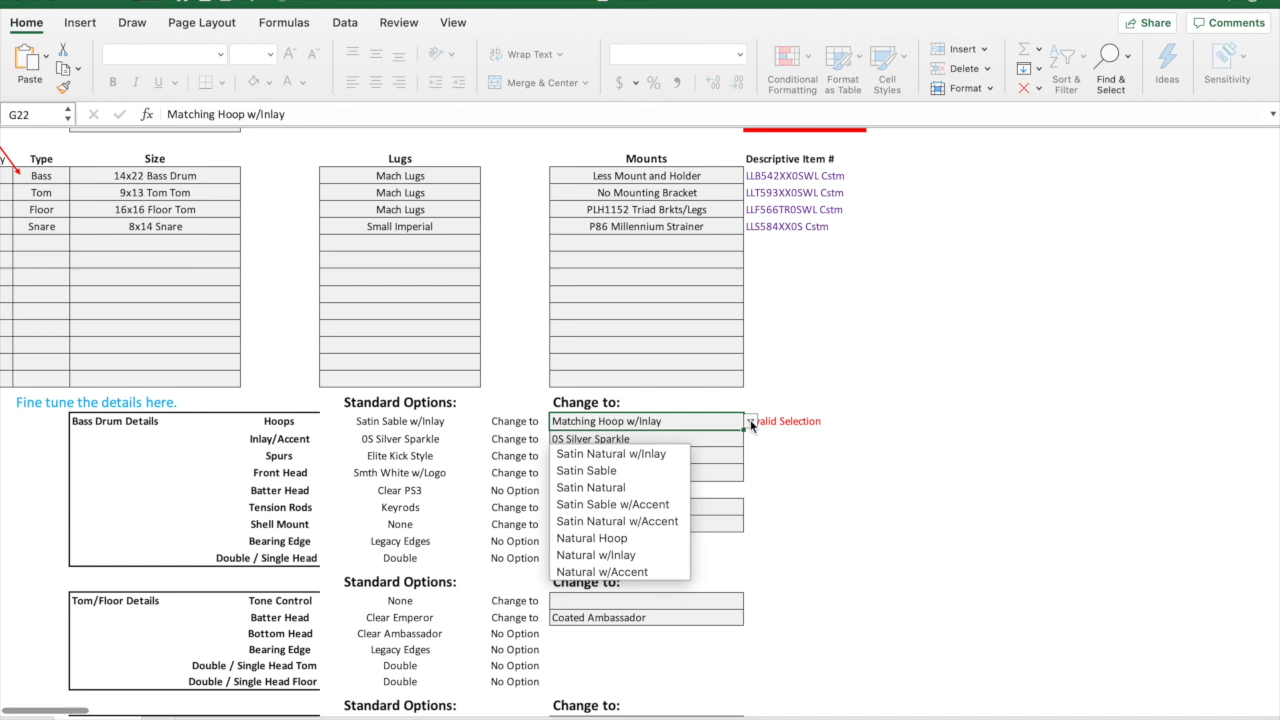 Home Insert Draw Page Layout Formulas Data Review View Share Comments
Paste B I U Wrap Text Merge & Center $ % Conditional Formatting Format as Table Cell Styles Insert Delete Format Sort & Filter Find & Select Ideas Sensitivity
G22 fx Matching Hoop w/Inlay
y Type Size Lugs Mounts Descriptive Item #
Bass 14x22 Bass Drum Mach Lugs Less Mount and Holder LLB542XX0SWL Cstm
Tom 9x13 Tom Tom Mach Lugs No Mounting Bracket LLT593XX0SWL Cstm
Floor 16x16 Floor Tom Mach Lugs PLH1152 Triad Brkts/Legs LLF566TR0SWL Cstm
Snare 8x14 Snare Small Imperial P86 Millennium Strainer LLS584XX0S Cstm
Fine tune the details here. Standard Options: Change to:
Bass Drum Details Hoops Satin Sable w/Inlay Change to Matching Hoop w/Inlay valid Selection
Inlay/Accent 0S Silver Sparkle Change to 0S Silver Sparkle
Spurs Elite Kick Style Change to Satin Natural w/Inlay
Front Head Smth White w/Logo Change to Satin Sable
Batter Head Clear PS3 No Option Satin Natural
Tension Rods Keyrods Change to Satin Sable w/Accent
Shell Mount None Change to Satin Natural w/Accent
Bearing Edge Legacy Edges No Option Natural Hoop
Double / Single Head Double No Option Natural w/Inlay
Natural w/Accent
Standard Options: Change to:
Tom/Floor Details Tone Control None Change to
Batter Head Clear Emperor Change to Coated Ambassador
Bottom Head Clear Ambassador No Option
Bearing Edge Legacy Edges No Option
Double / Single Head Tom Double No Option
Double / Single Head Floor Double No Option
Standard Options: Change to: